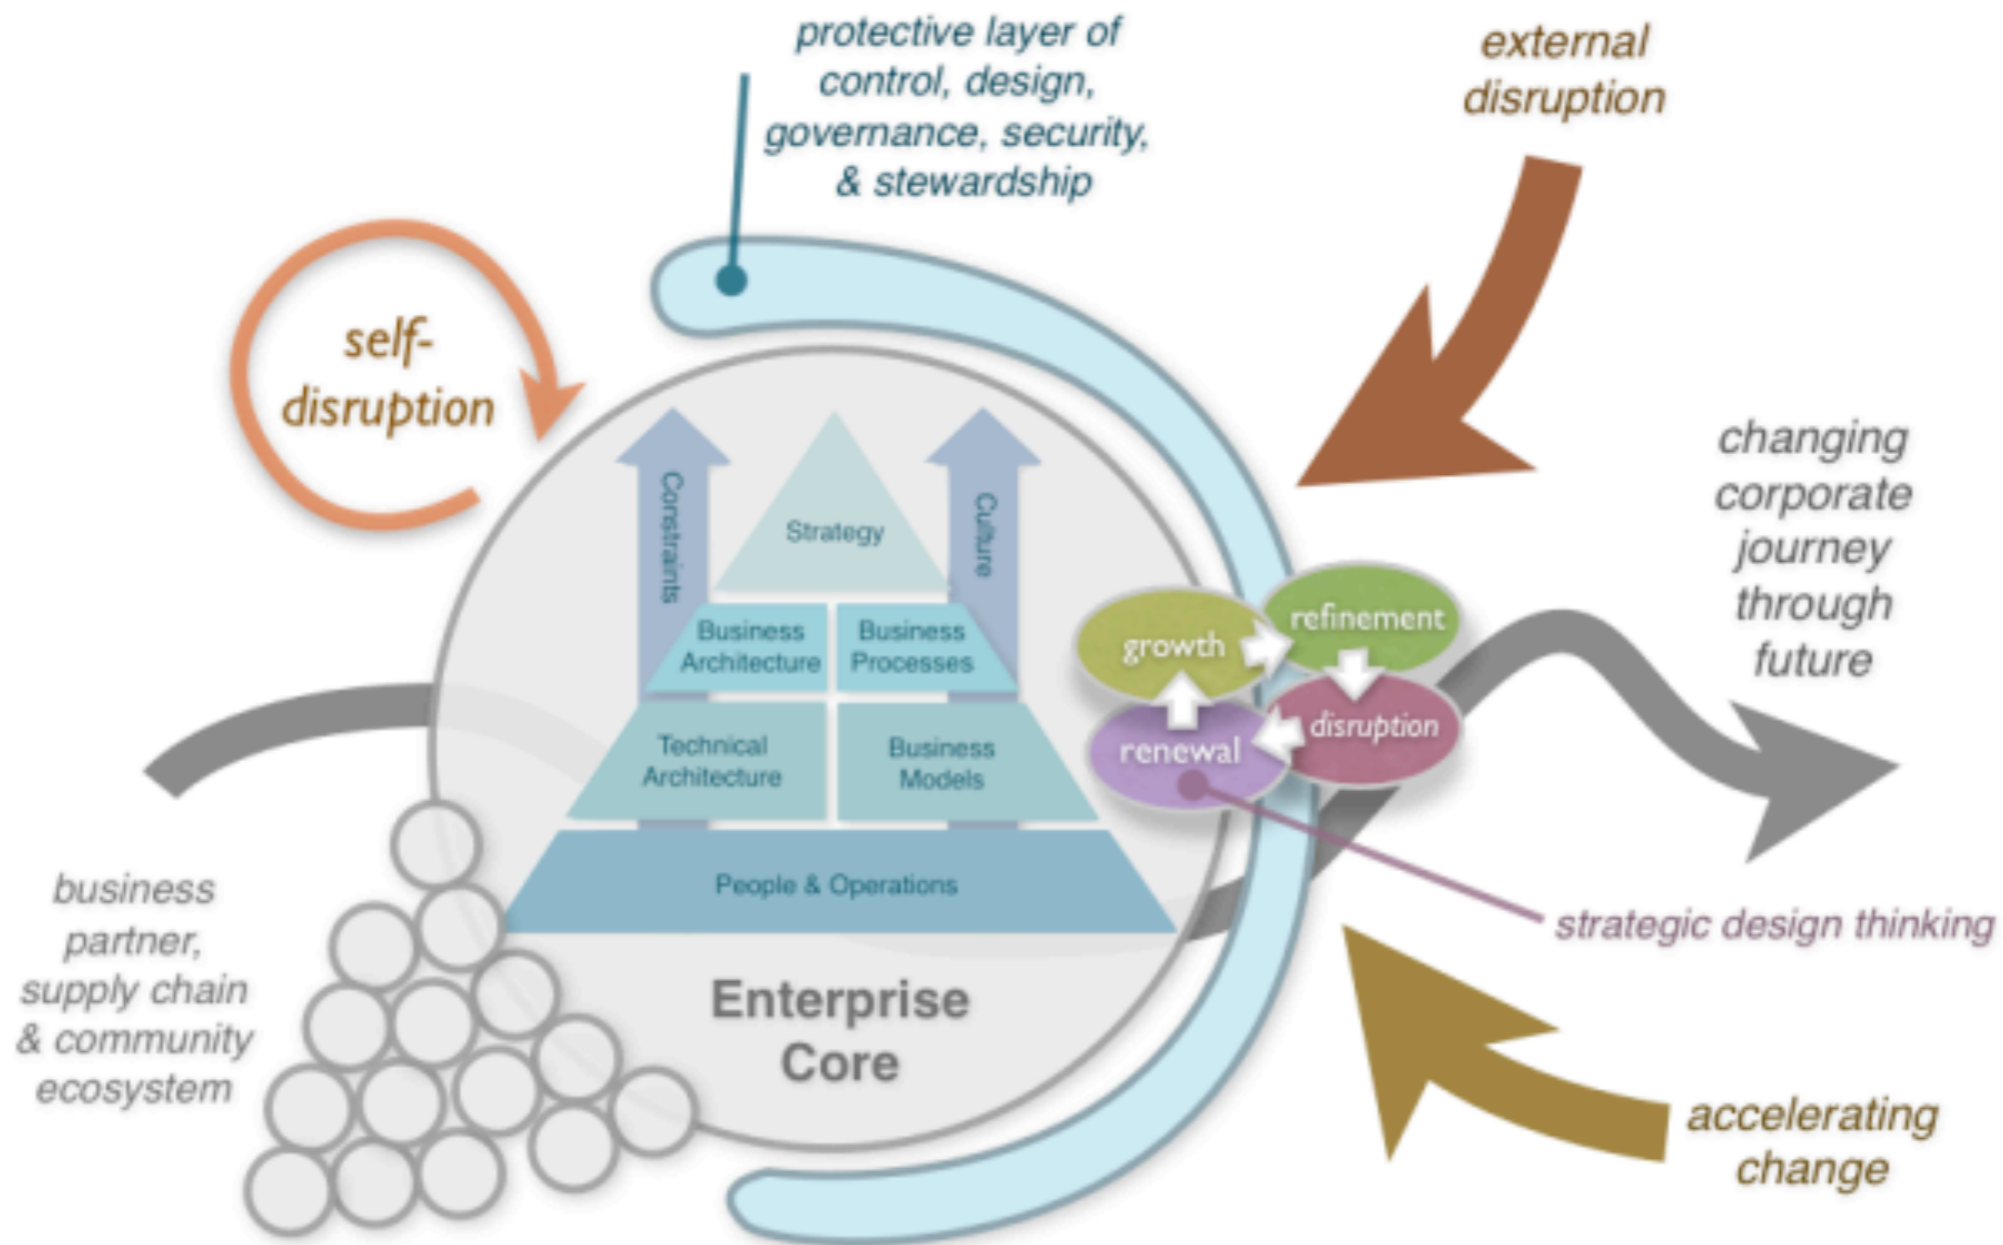 protective layer of
control, design,
governance, security,
& stewardship
external
disruption
self-
disruption
changing
corporate
journey
through
future
Constraints
Strategy
Culture
Business
Architecture
Business
Processes
Technical
Architecture
Business
Models
People & Operations
Enterprise
Core
growth
refinement
disruption
renewal
strategic design thinking
business
partner,
supply chain
& community
ecosystem
accelerating
change